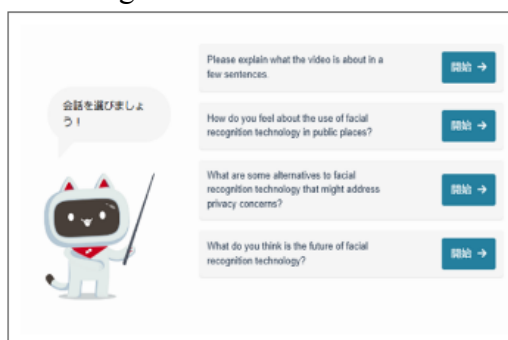 会話を選びましょ
う！
Please explain what the video is about in a
few sentences.
開始 →
How do you feel about the use of facial
recognition technology in public places?
開始 →
What are some alternatives to facial
recognition technology that might address
privacy concerns?
開始 →
What do you think is the future of facial
recognition technology?
開始 →